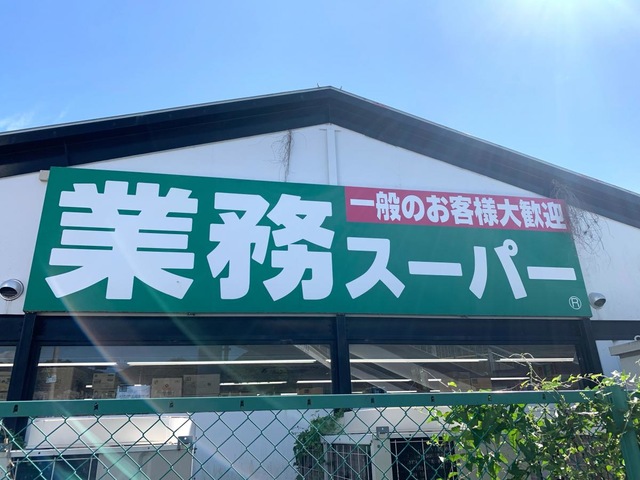 業務スーパー
一般のお客様大歓迎
®